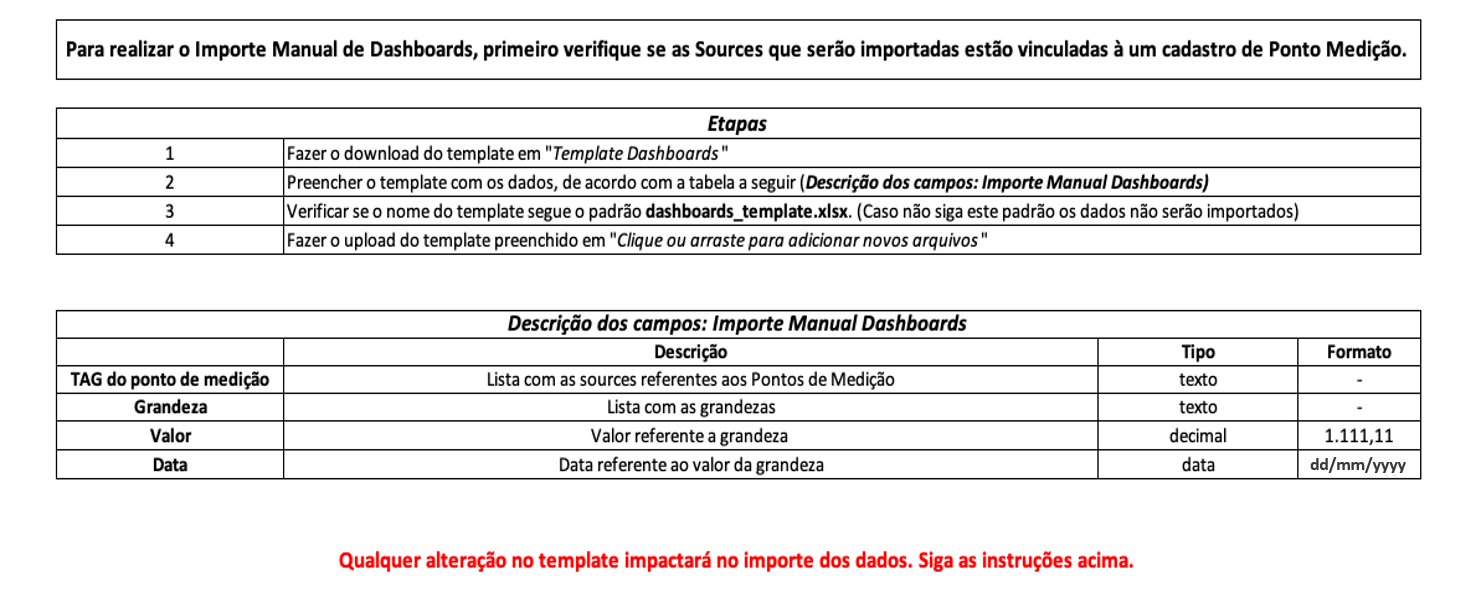 Para realizar o Importe Manual de Dashboards, primeiro verifique se as Sources que serão importadas estão vinculadas à um cadastro de Ponto Medição.
Etapas
1 Fazer o download do template em "Template Dashboards"
2 Preencher o template com os dados, de acordo com a tabela a seguir (Descrição dos campos: Importe Manual Dashboards)
3 Verificar se o nome do template segue o padrão dashboards_template.xlsx. (Caso não siga este padrão os dados não serão importados)
4 Fazer o upload do template preenchido em "Clique ou arraste para adicionar novos arquivos"
Descrição dos campos: Importe Manual Dashboards
Descrição Tipo Formato
TAG do ponto de medição Lista com as sources referentes aos Pontos de Medição texto -
Grandeza Lista com as grandezas texto -
Valor Valor referente a grandeza decimal 1.111,11
Data Data referente ao valor da grandeza data dd/mm/yyyy
Qualquer alteração no template impactará no importe dos dados. Siga as instruções acima.